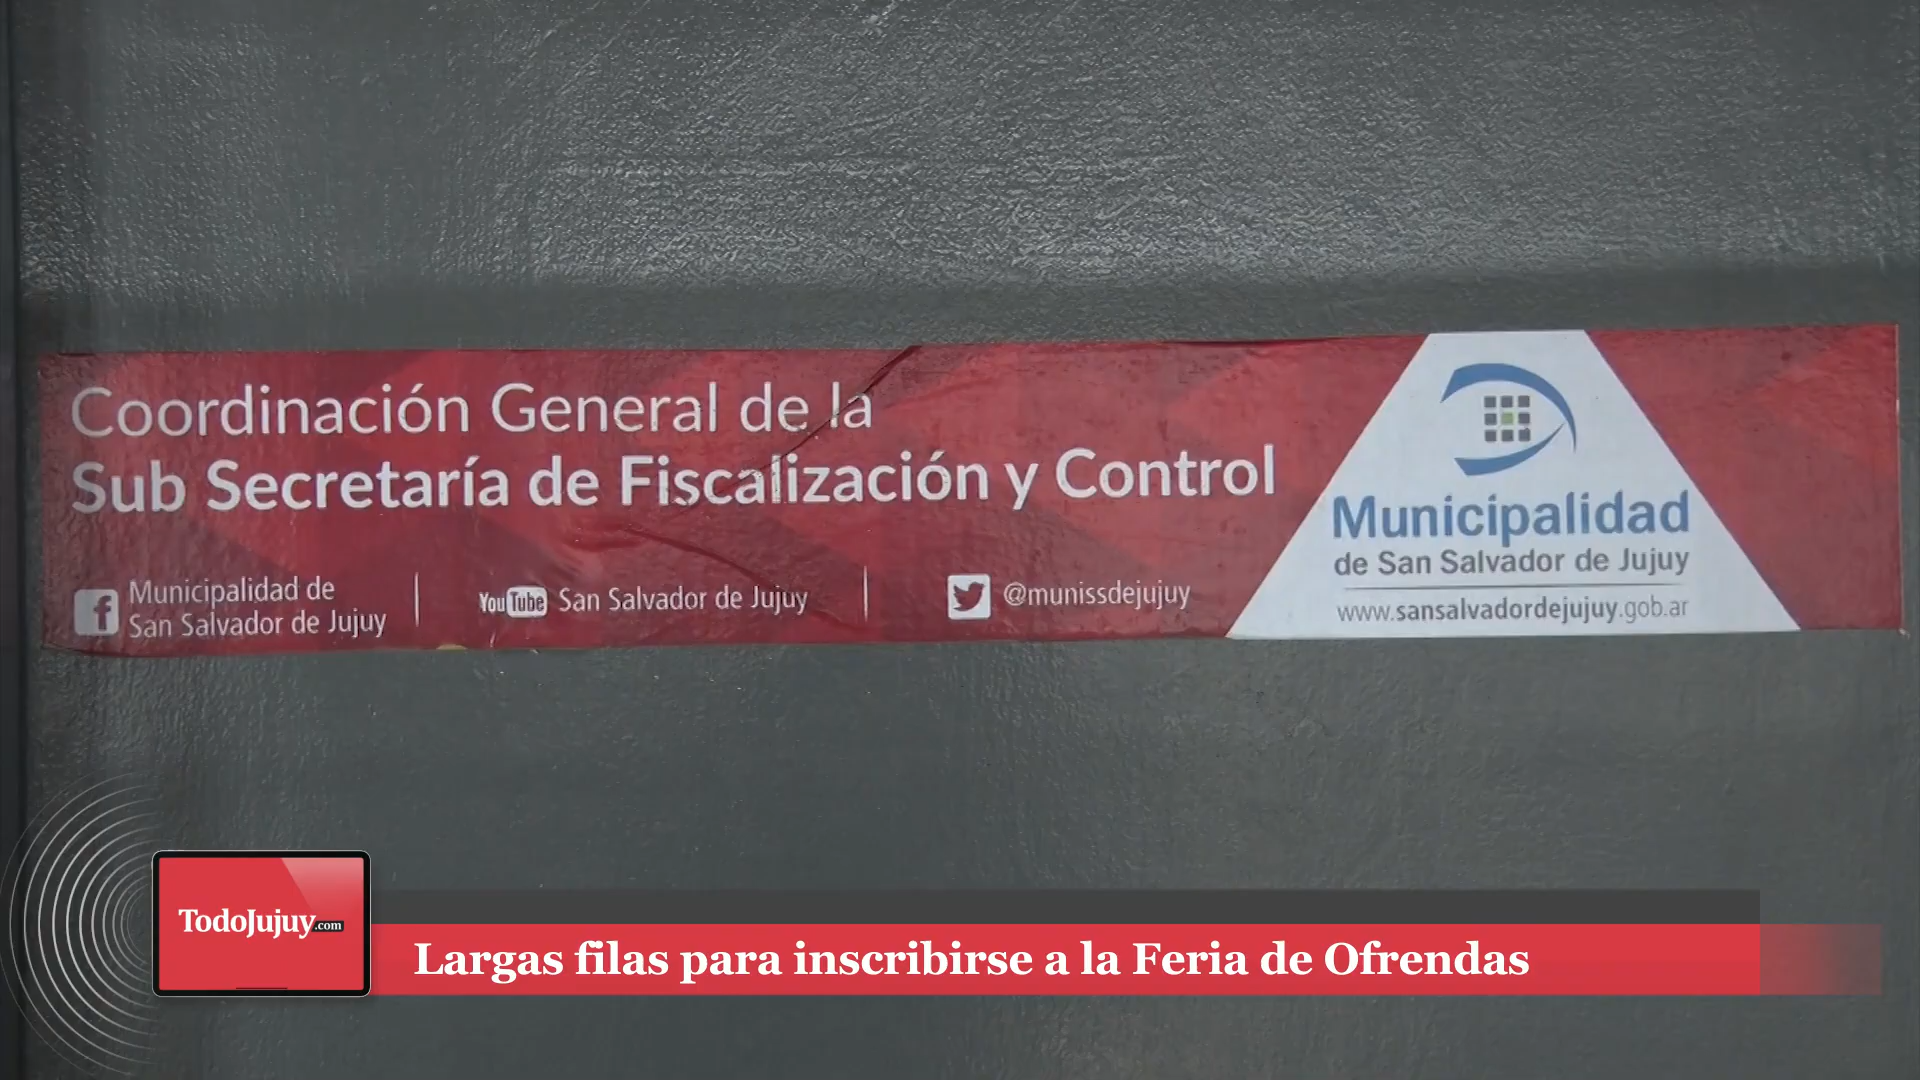 Coordinación General de la
Sub Secretaría de Fiscalización y Control
Municipalidad de
San Salvador de Jujuy
YouTube San Salvador de Jujuy
@munissdejujuy
Municipalidad
de San Salvador de Jujuy
www.sansalvadordejujuy.gob.ar
TodoJujuy.com
Largas filas para inscribirse a la Feria de Ofrendas